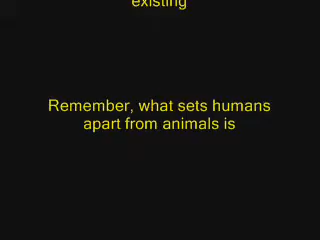 existing
Remember, what sets humans
apart from animals is